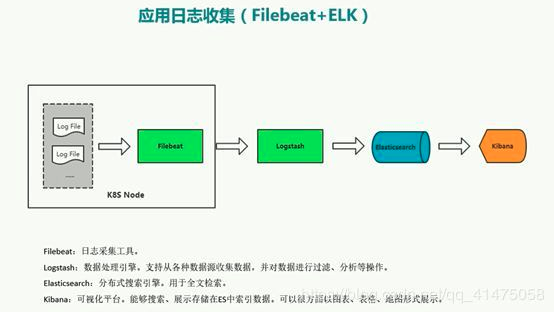 应用日志收集（Filebeat+ELK）
Log File
Log File
......
Filebeat
Logstash
Elasticsearch
Kibana
K8S Node
Filebeat：日志采集工具。
Logstash：数据处理引擎。支持从各种数据源收集数据，并对数据进行过滤、分析等操作。
Elasticsearch：分布式搜索引擎。用于全文检索。
Kibana：可视化平台。能够搜索、展示存储在ES中索引数据。可以很方面以图表、表格、地图形式展示。
https://blog.csdn.net/qq_41475058